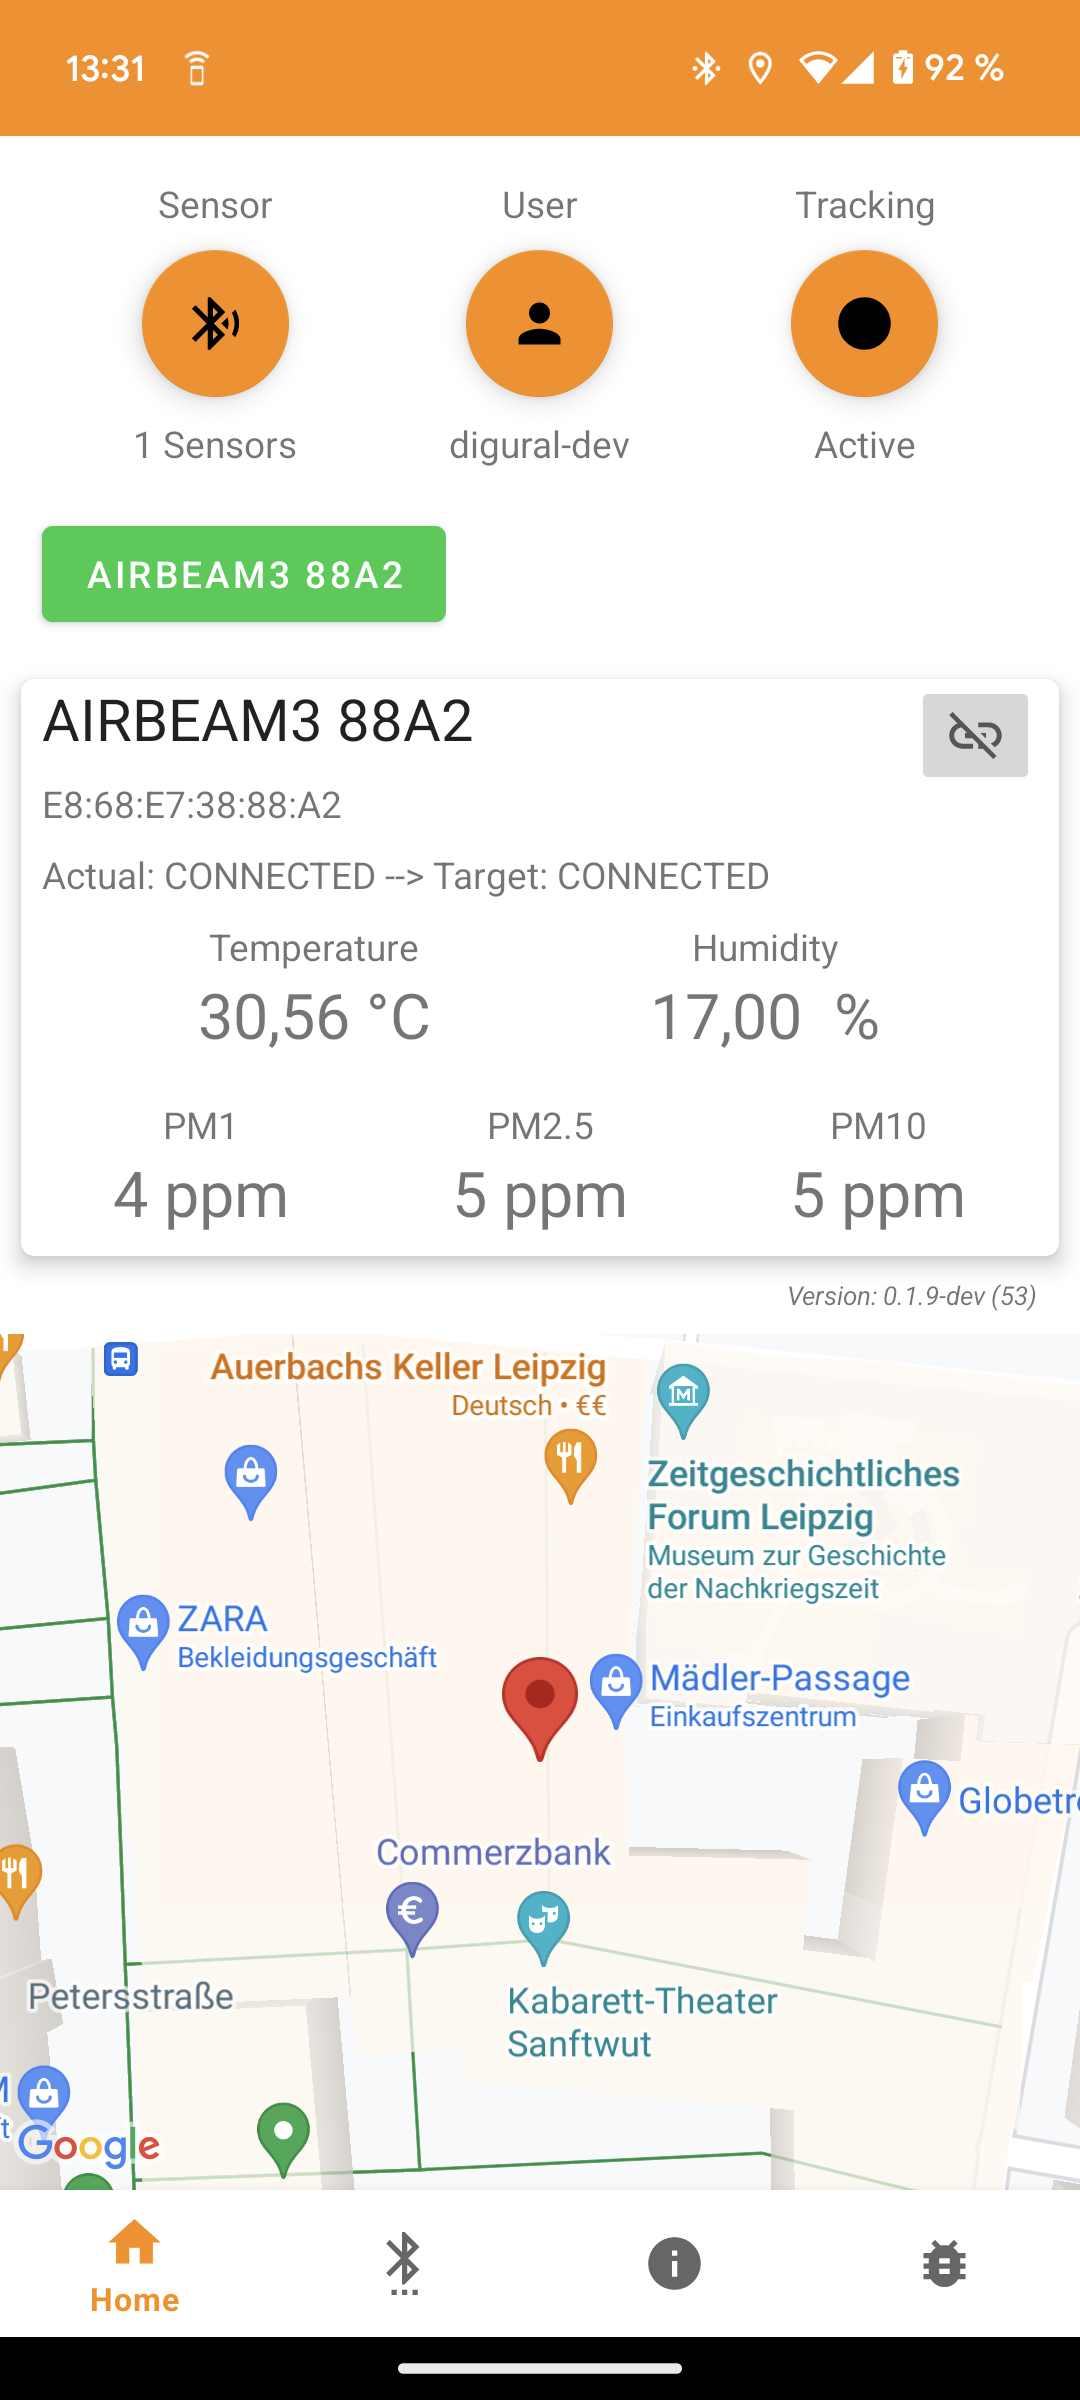 13:31
92 %
Sensor
User
Tracking
1 Sensors
digural-dev
Active
AIRBEAM3 88A2
AIRBEAM3 88A2
E8:68:E7:38:88:A2
Actual: CONNECTED --> Target: CONNECTED
Temperature
Humidity
30,56 °C
17,00 %
PM1
PM2.5
PM10
4 ppm
5 ppm
5 ppm
Version: 0.1.9-dev (53)
Auerbachs Keller Leipzig
Deutsch • €€
Zeitgeschichtliches
Forum Leipzig
Museum zur Geschichte
der Nachkriegszeit
ZARA
Bekleidungsgeschäft
Mädler-Passage
Einkaufszentrum
Globetr
Commerzbank
Kabarett-Theater
Sanftwut
Petersstraße
Google
Home